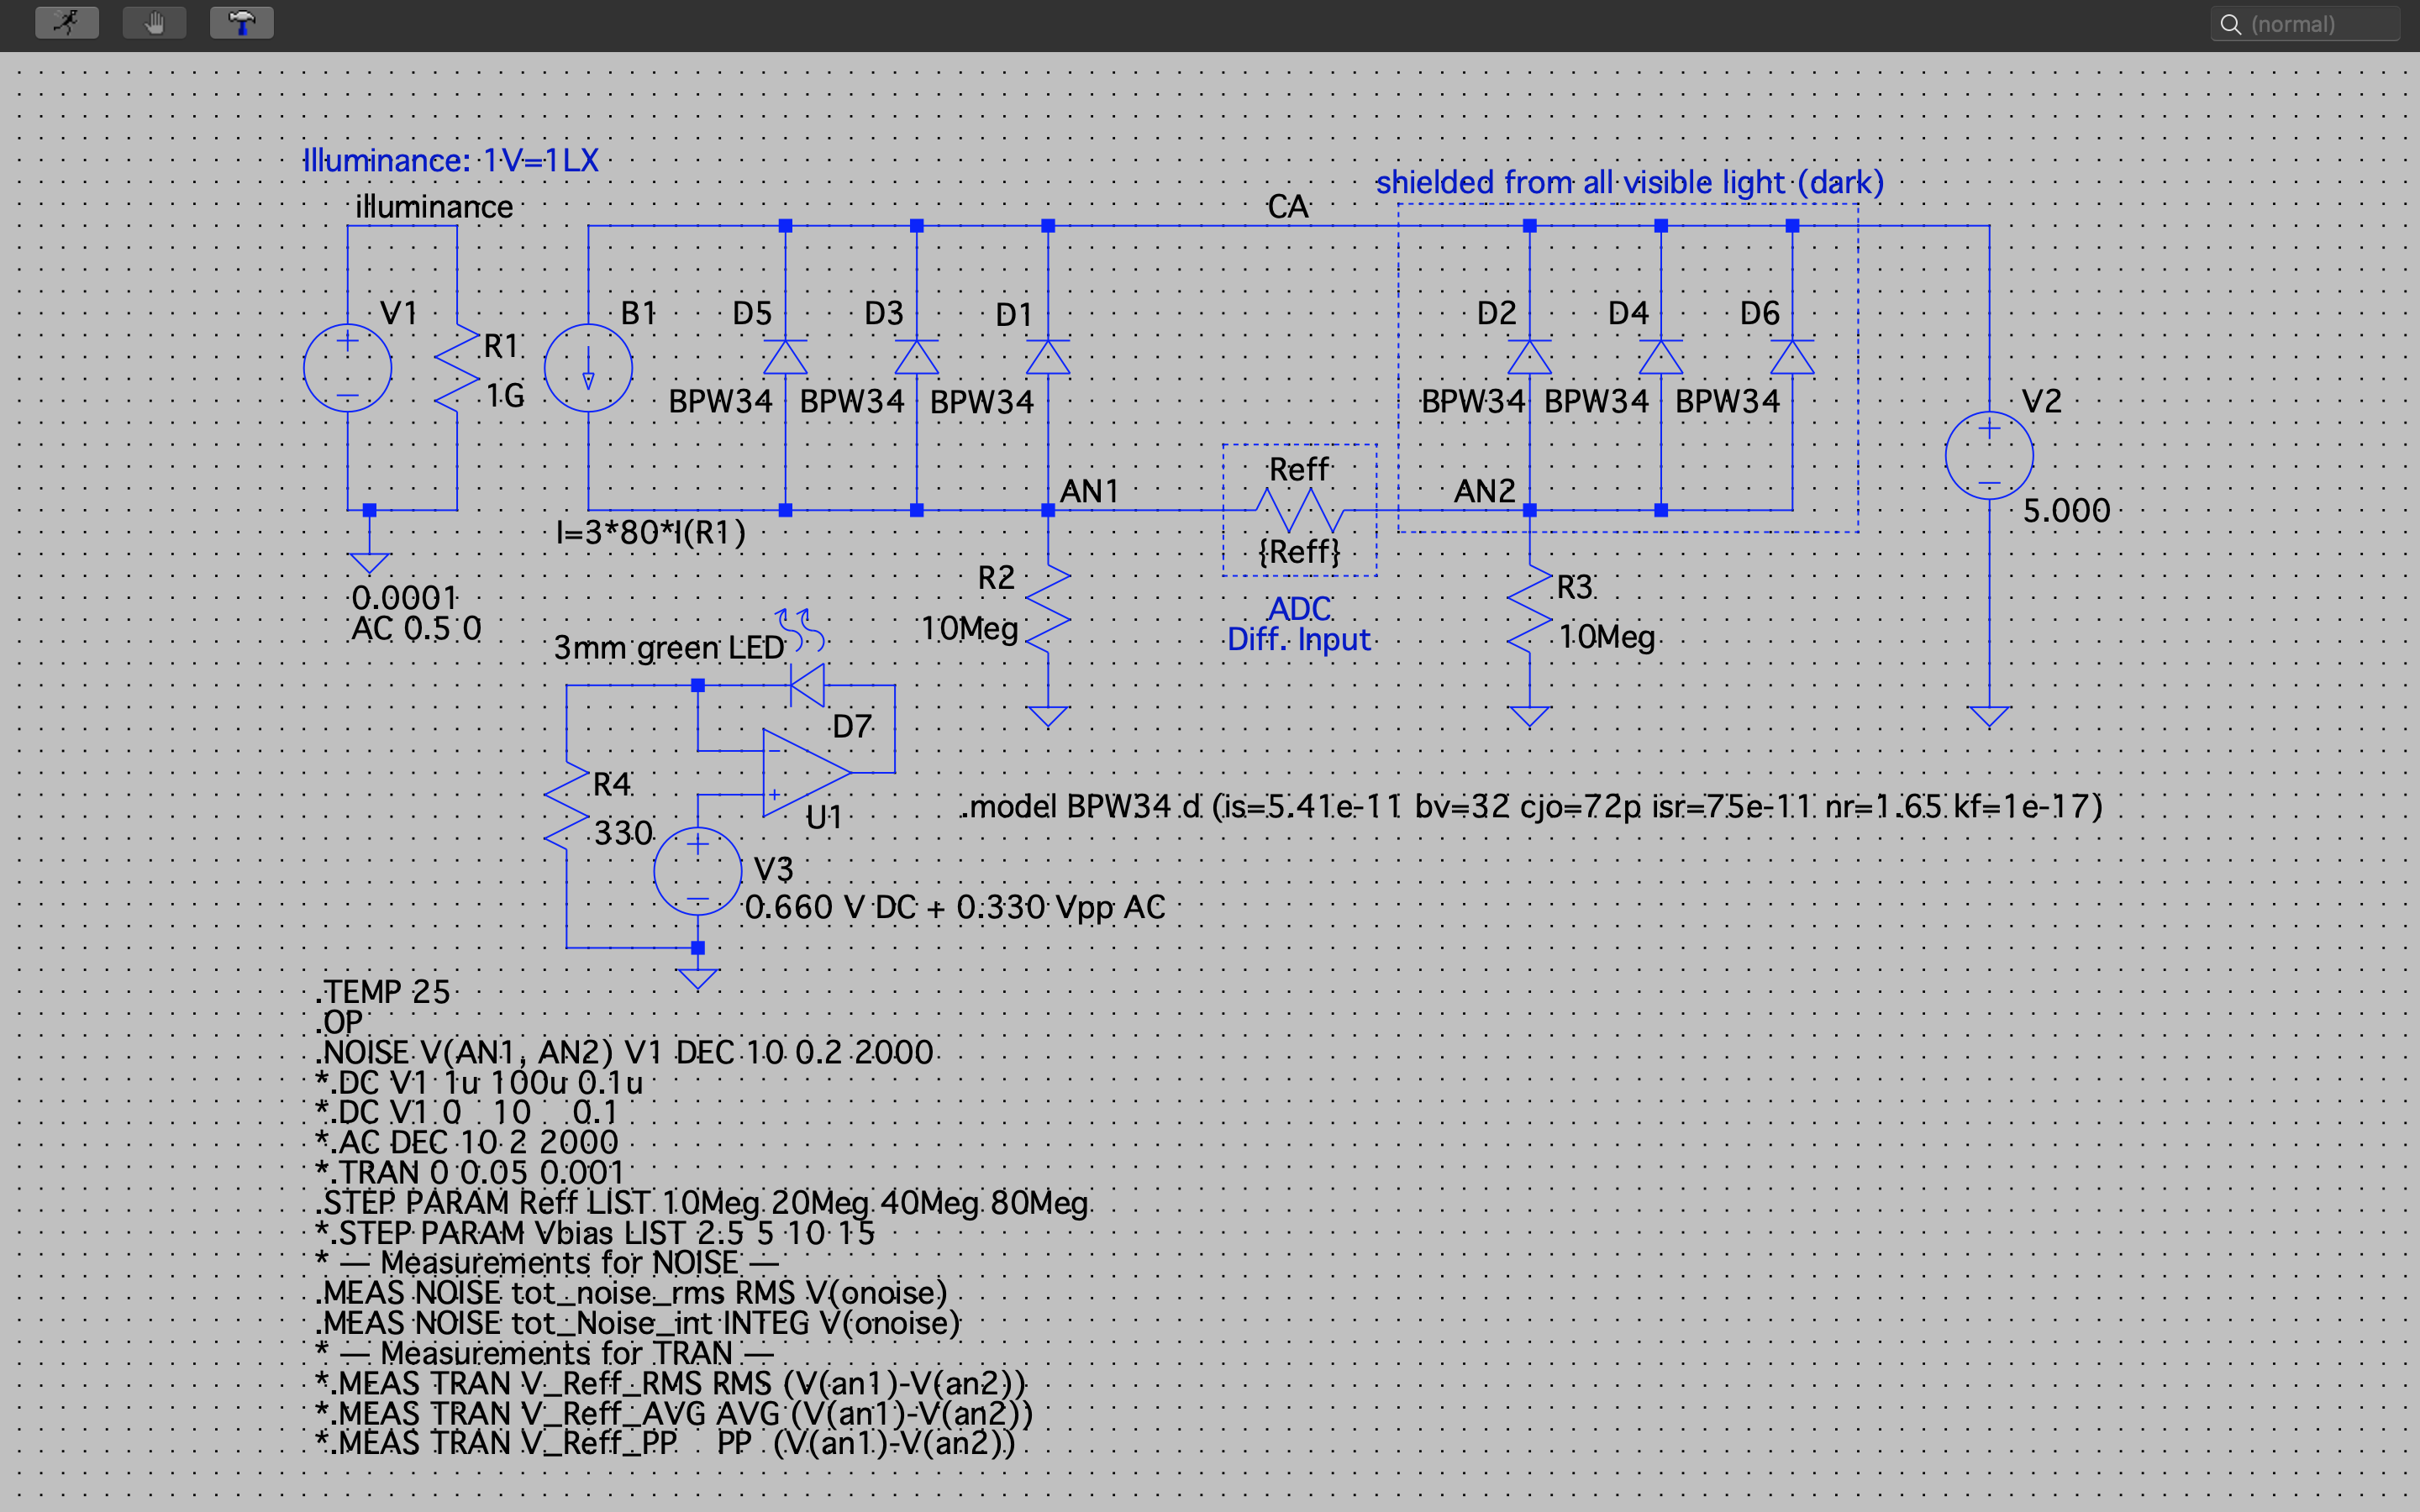 (normal)
Illuminance: 1V=1LX
illuminance
CA
shielded from all visible light (dark)
V1
R1
1G
B1
I=3*80*I(R1)
D5
BPW34
D3
BPW34
D1
BPW34
D2
BPW34
D4
BPW34
D6
BPW34
V2
5.000
AN1
Reff
{Reff}
AN2
ADC
Diff. Input
R2
10Meg
R3
10Meg
0.0001
AC 0.5 0
3mm green LED
D7
R4
330
U1
V3
0.660 V DC + 0.330 Vpp AC
.model BPW34 d (is=5.41e-11 bv=32 cjo=72p isr=75e-11 nr=1.65 kf=1e-17)
.TEMP 25
.OP
.NOISE V(AN1, AN2) V1 DEC 10 0.2 2000
*.DC V1 1u 100u 0.1u
*.DC V1 0 10 0.1
*.AC DEC 10 2 2000
*.TRAN 0 0.05 0.001
.STEP PARAM Reff LIST 10Meg 20Meg 40Meg 80Meg
*.STEP PARAM Vbias LIST 2.5 5 10 15
* — Measurements for NOISE —
.MEAS NOISE tot_noise_rms RMS V(onoise)
.MEAS NOISE tot_Noise_int INTEG V(onoise)
* — Measurements for TRAN —
*.MEAS TRAN V_Reff_RMS RMS (V(an1)-V(an2))
*.MEAS TRAN V_Reff_AVG AVG (V(an1)-V(an2))
*.MEAS TRAN V_Reff_PP PP (V(an1)-V(an2))